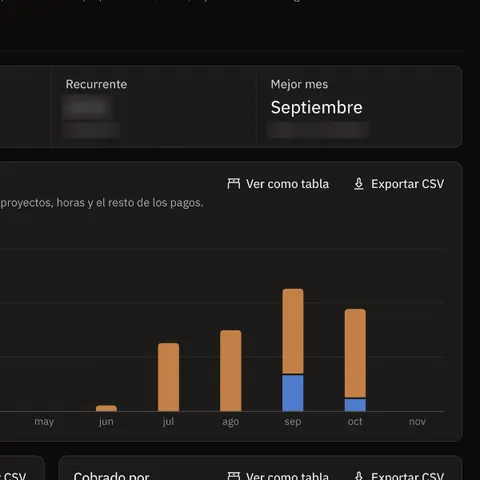 Recurrente
Mejor mes
Septiembre
Ver como tabla
Exportar CSV
proyectos, horas y el resto de los pagos.
may
jun
jul
ago
sep
oct
nov
CSV
Cobrado por
Ver como tabla
Exportar CSV